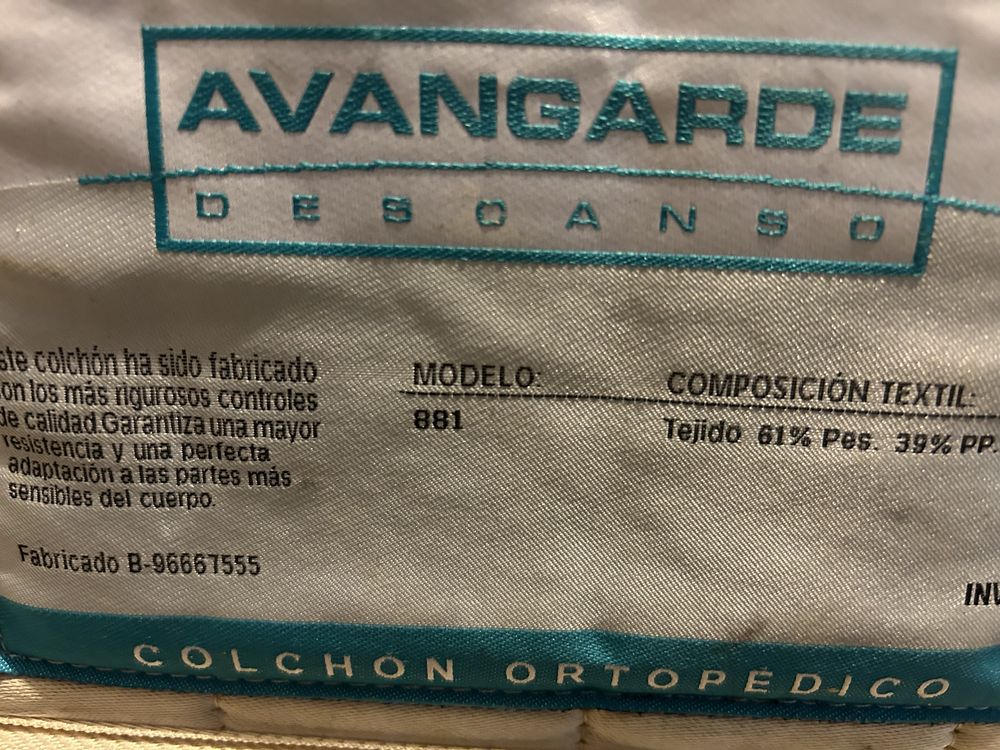 AVANGARDE
DESCANSO
ste colchón ha sido fabricado
on los más rigurosos controles
de calidad.Garantiza una mayor
resistencia y una perfecta
adaptación a las partes más
sensibles del cuerpo.
Fabricado B-96667555
MODELO:
881
COMPOSICIÓN TEXTIL:
Tejido 61% Pes. 39% PP.
INV
COLCHÓN ORTOPÉDICO